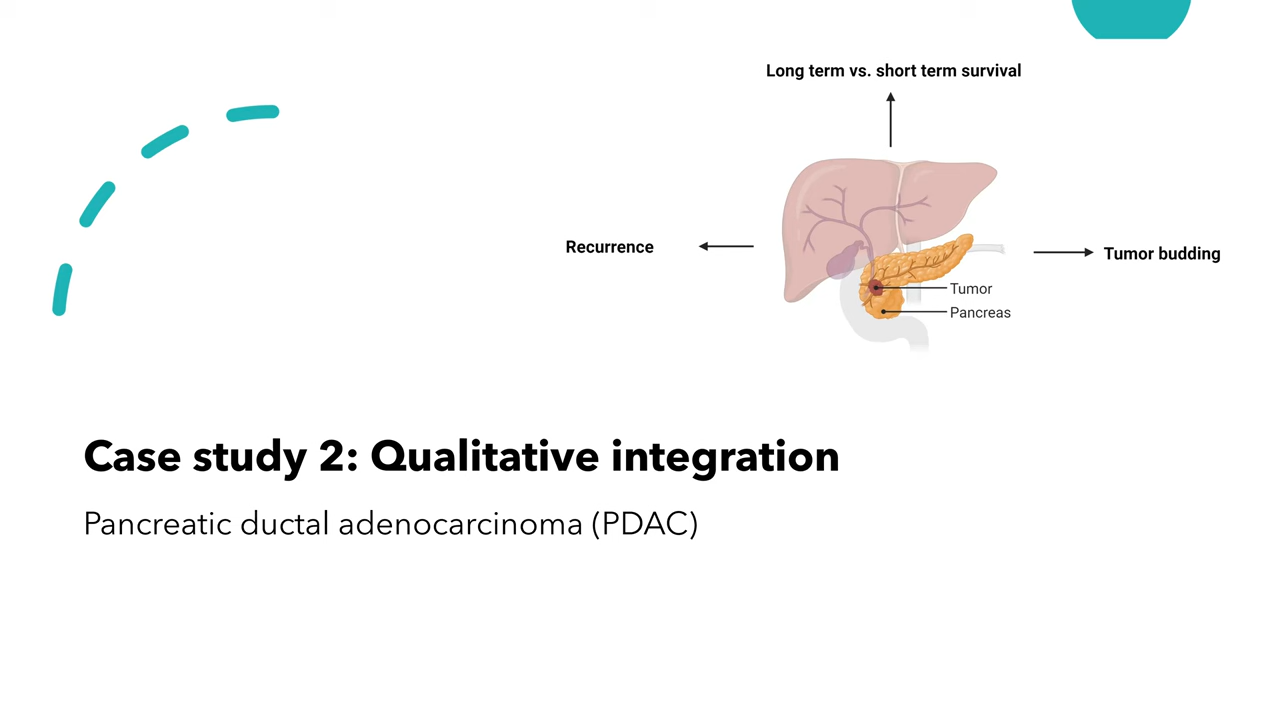 Long term vs. short term survival
Recurrence
Tumor budding
Tumor
Pancreas
Case study 2: Qualitative integration
Pancreatic ductal adenocarcinoma (PDAC)